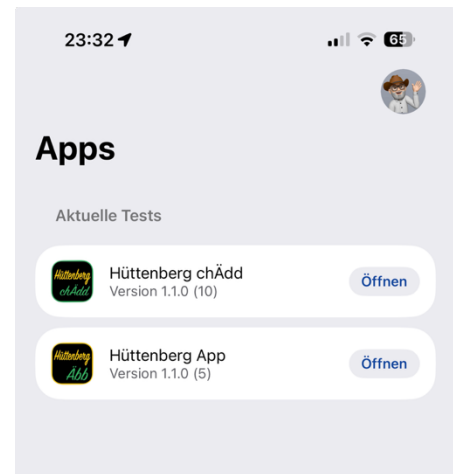 23:32
65
Apps
Aktuelle Tests
Hüttenberg
chÄdd
Hüttenberg chÄdd
Version 1.1.0 (10)
Öffnen
Hüttenberg
Äbb
Hüttenberg App
Version 1.1.0 (5)
Öffnen